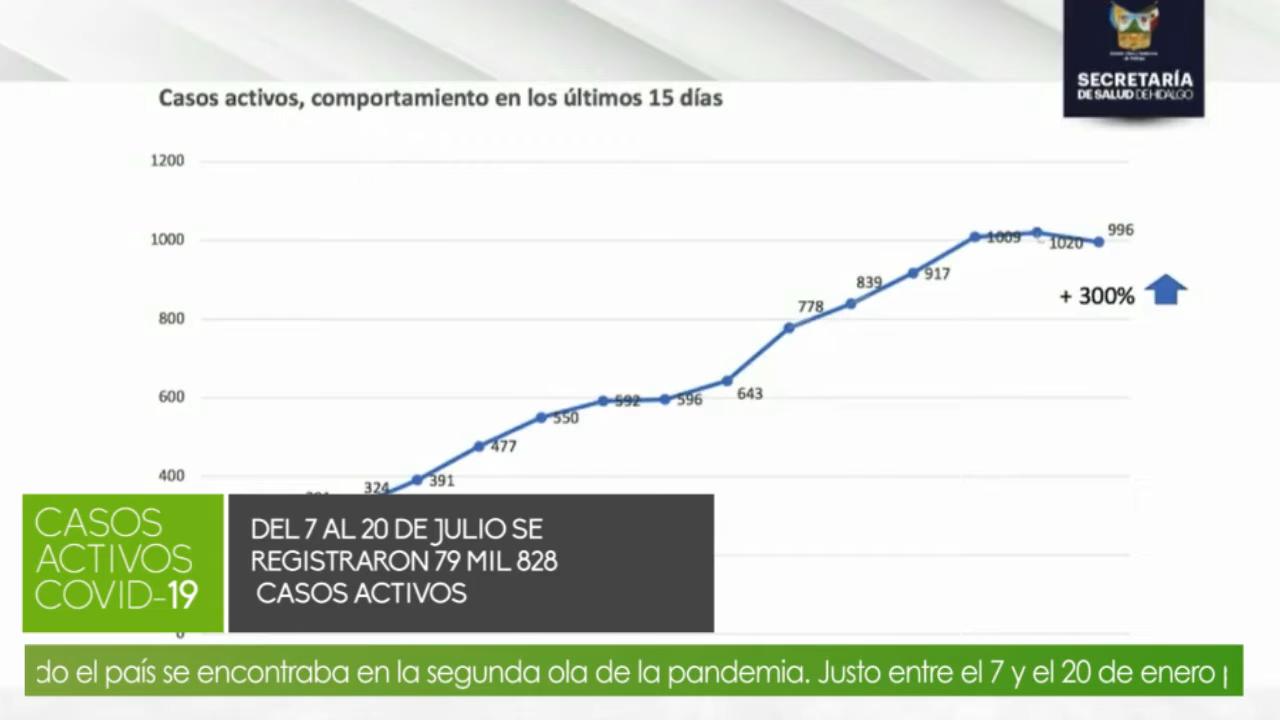 SECRETARÍA
DE SALUD DE HIDALGO
Casos activos, comportamiento en los últimos 15 días
1200
1000
800
600
400
0
324
391
477
550
592
596
643
778
839
917
1009
1020
996
+ 300%
CASOS
ACTIVOS
COVID-19
DEL 7 AL 20 DE JULIO SE
REGISTRARON 79 MIL 828
CASOS ACTIVOS
do el país se encontraba en la segunda ola de la pandemia. Justo entre el 7 y el 20 de enero